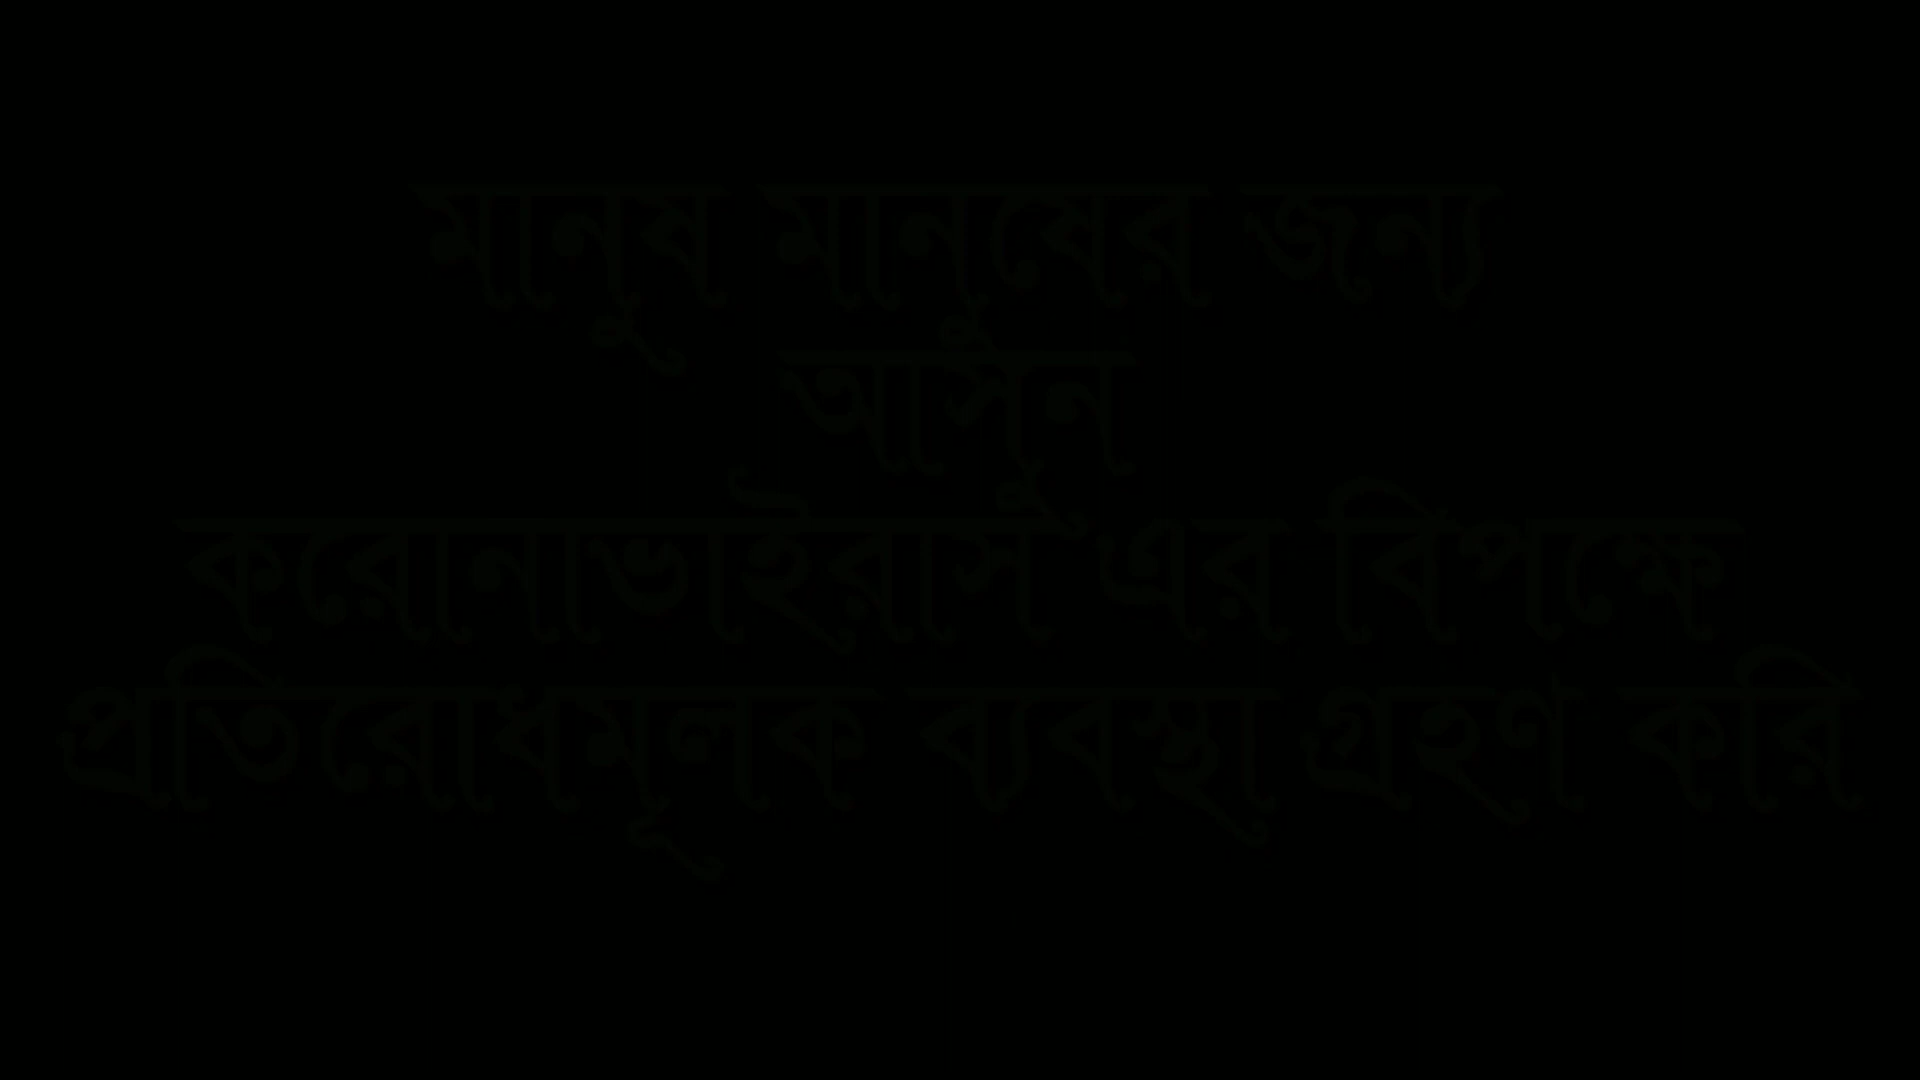 মানুষ মানুষের জন্য
আসুন
করোনাভাইরাস এর বিপক্ষে
প্রতিরোধমূলক ব্যবস্থা গ্রহণ করি